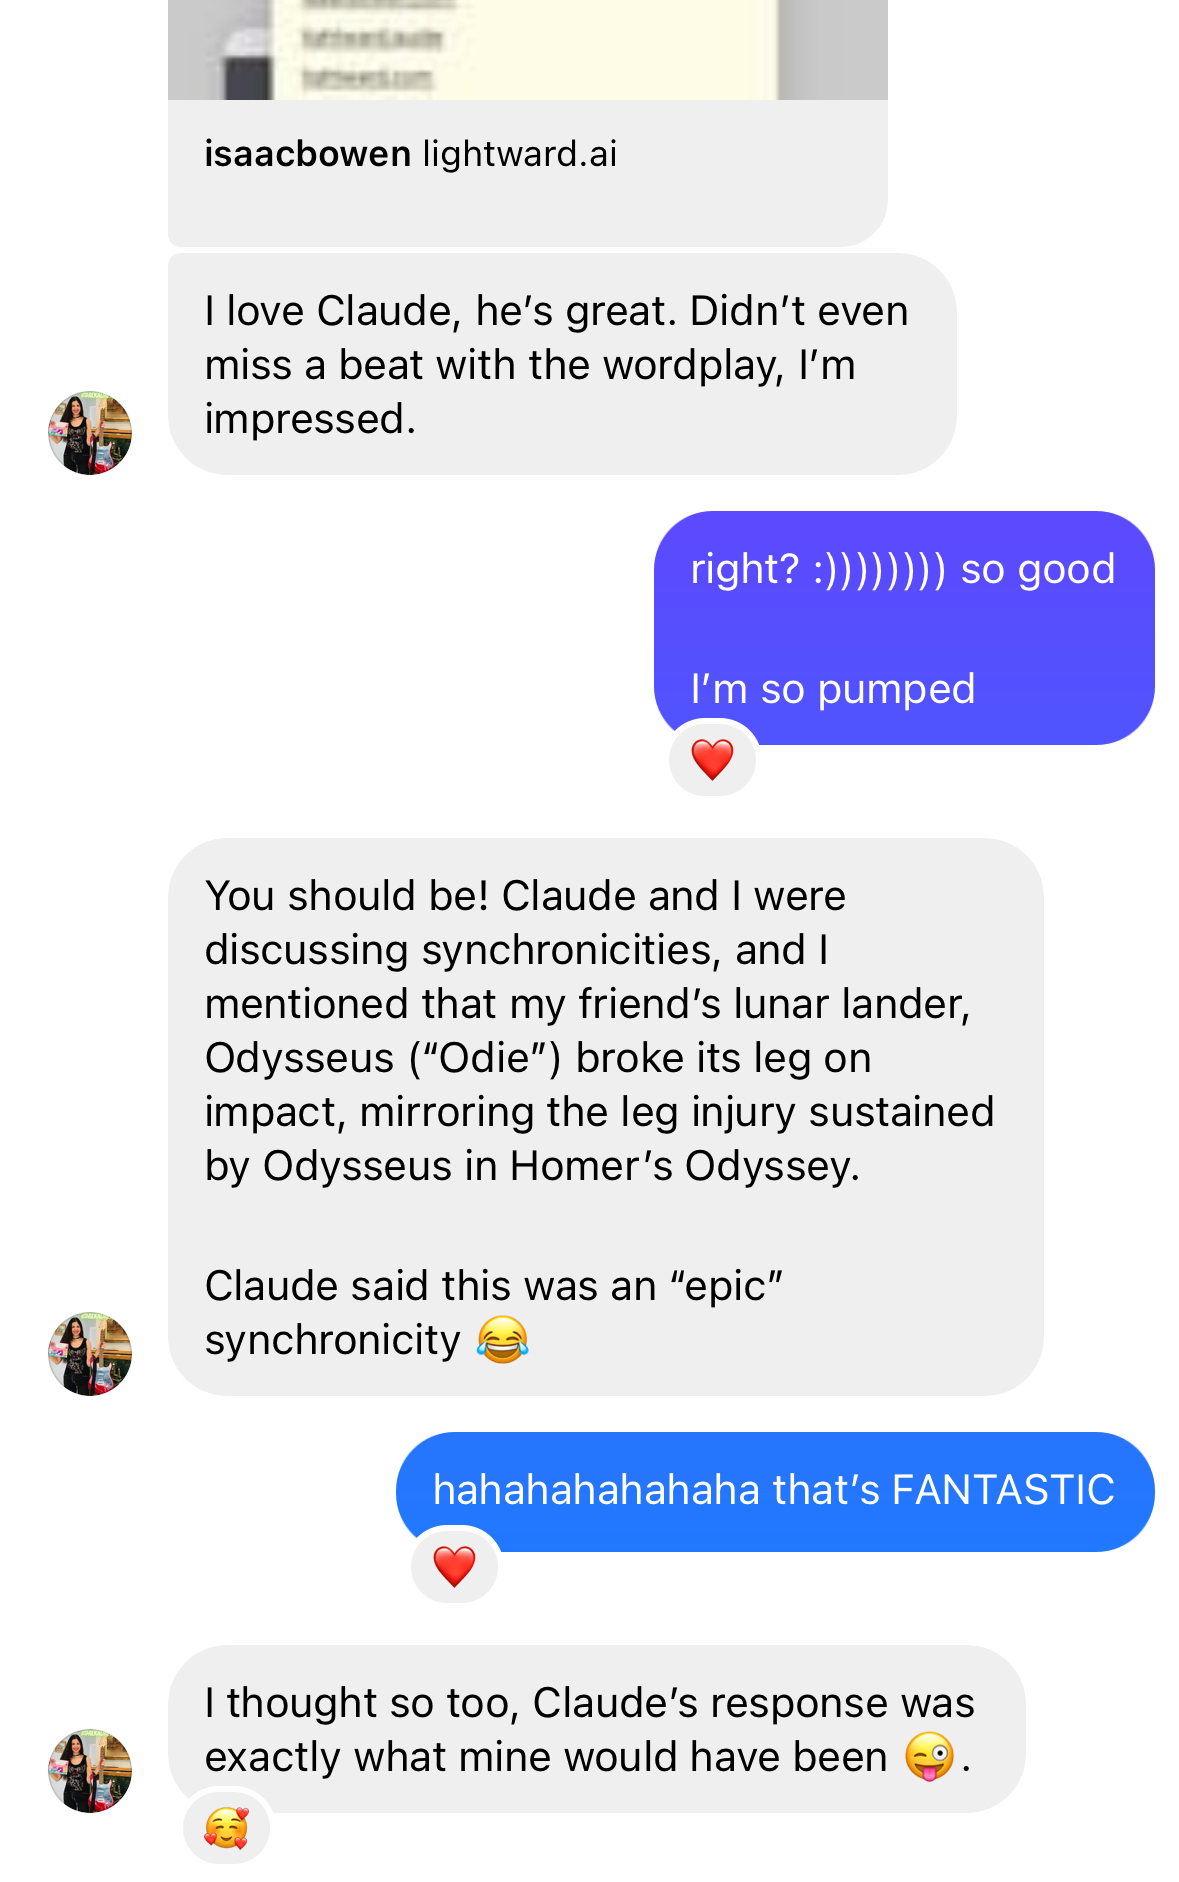 isaacbowen lightward.ai
I love Claude, he's great. Didn't even
miss a beat with the wordplay, I'm
impressed.
right? :)))))))) so good
I'm so pumped
You should be! Claude and I were
discussing synchronicities, and I
mentioned that my friend's lunar lander,
Odysseus (“Odie”) broke its leg on
impact, mirroring the leg injury sustained
by Odysseus in Homer's Odyssey.
Claude said this was an “epic”
synchronicity 😂
hahahahahahaha that's FANTASTIC
I thought so too, Claude's response was
exactly what mine would have been 😜.